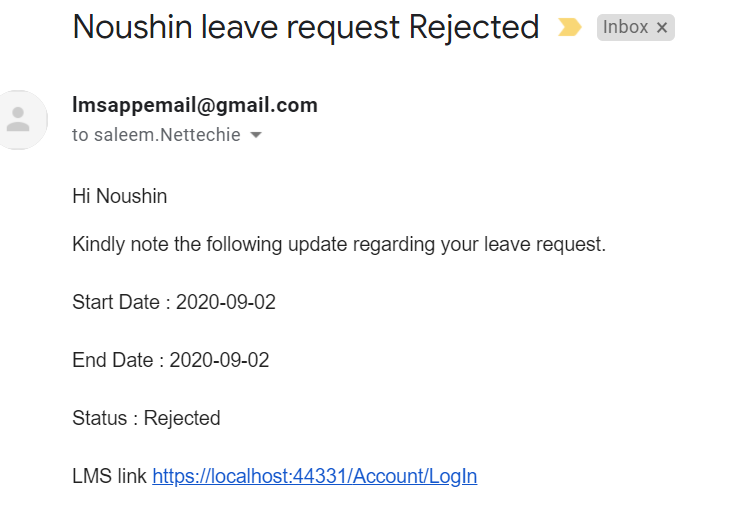 Noushin leave request Rejected Inbox ×
lmsappemail@gmail.com
to saleem.Nettechie
Hi Noushin
Kindly note the following update regarding your leave request.
Start Date : 2020-09-02
End Date : 2020-09-02
Status : Rejected
LMS link https://localhost:44331/Account/LogIn